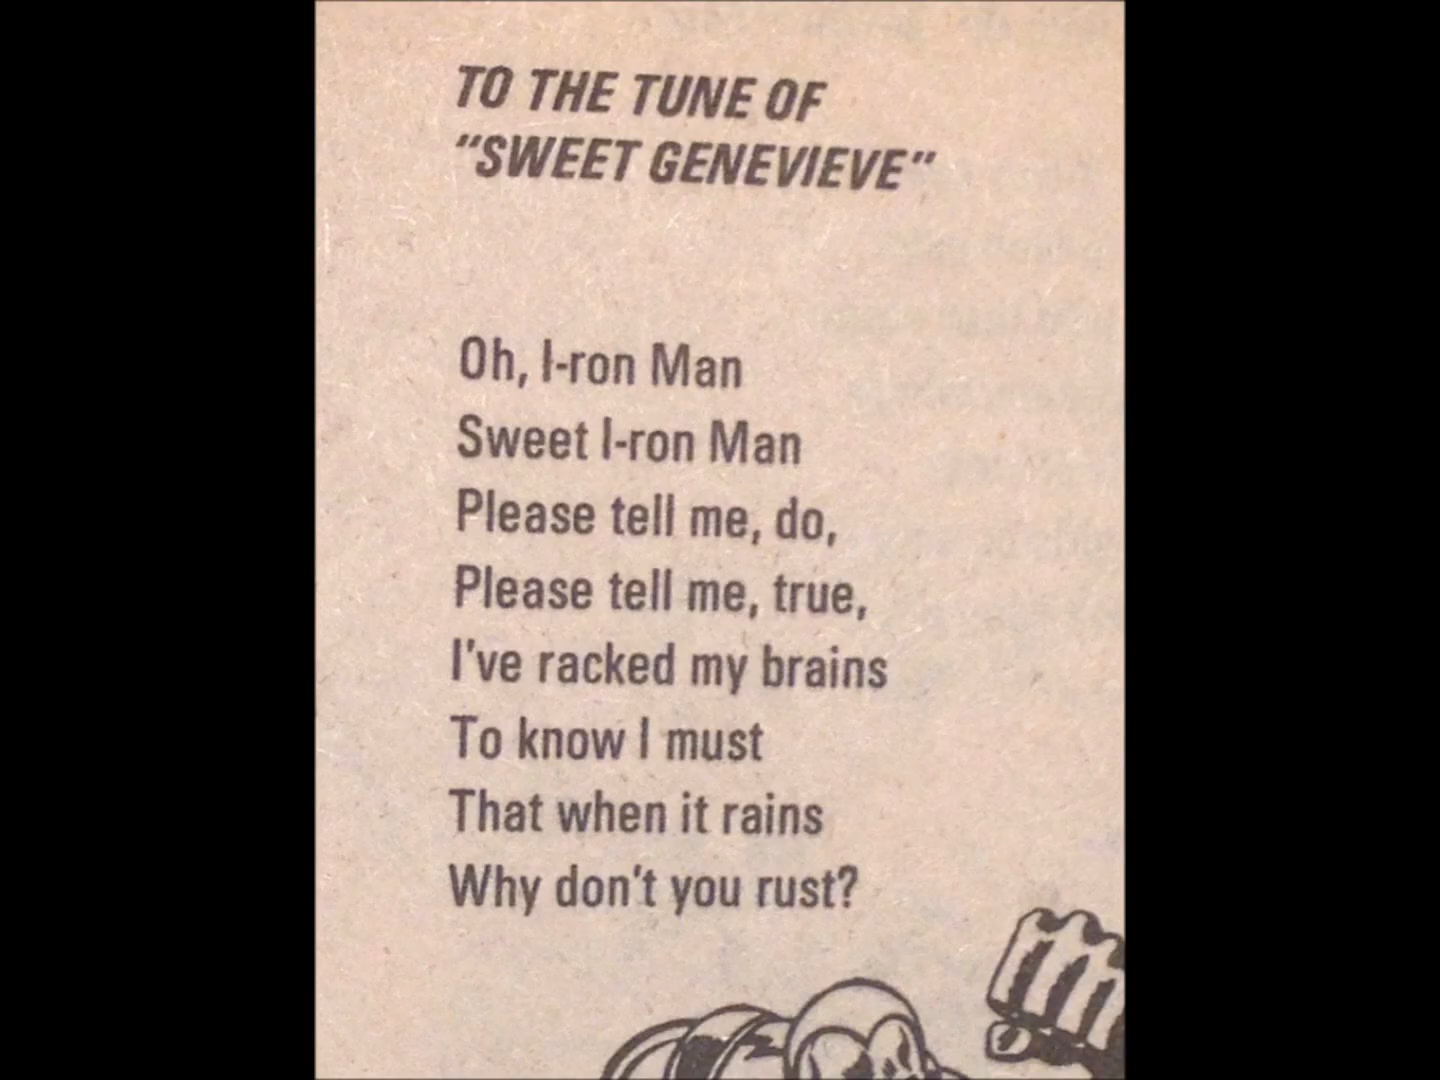 TO THE TUNE OF
"SWEET GENEVIEVE"
Oh, I-ron Man
Sweet I-ron Man
Please tell me, do,
Please tell me, true,
I've racked my brains
To know I must
That when it rains
Why don't you rust?